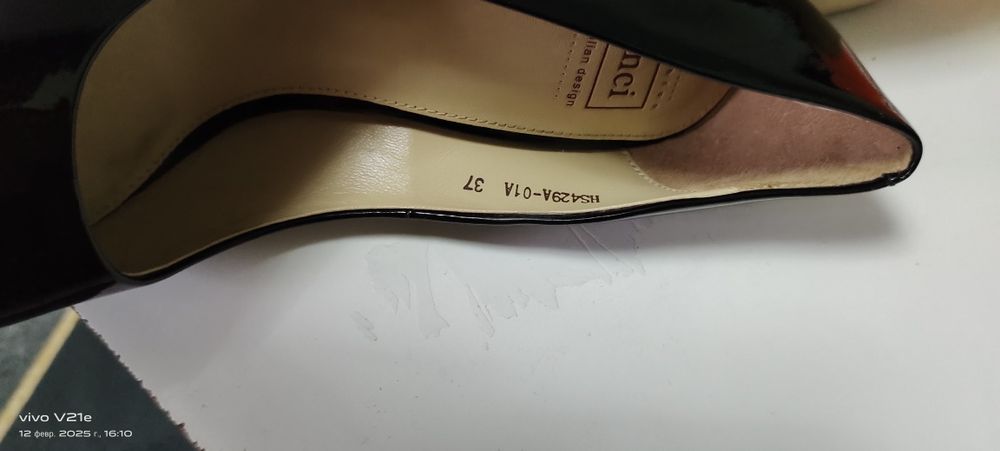 nci
lian design
HS429A-01A 37
vivo V21e
12 февр. 2025 г., 16:10